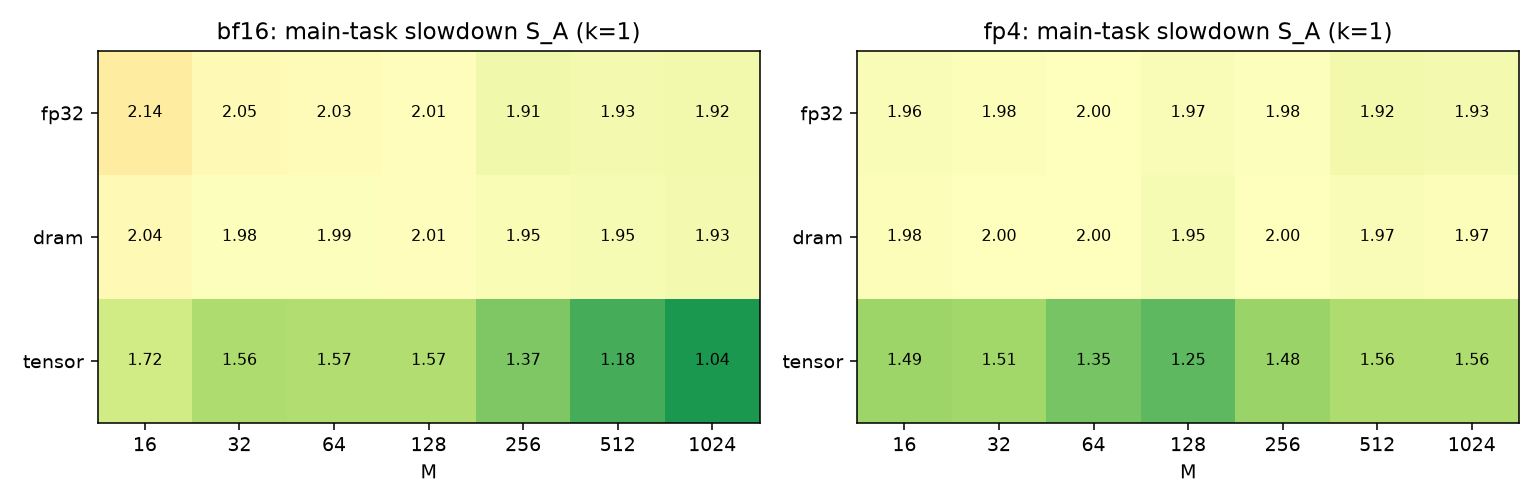 bf16: main-task slowdown S_A (k=1)
fp32 2.14 2.05 2.03 2.01 1.91 1.93 1.92
dram 2.04 1.98 1.99 2.01 1.95 1.95 1.93
tensor 1.72 1.56 1.57 1.57 1.37 1.18 1.04
16 32 64 128 256 512 1024
M
fp4: main-task slowdown S_A (k=1)
fp32 1.96 1.98 2.00 1.97 1.98 1.92 1.93
dram 1.98 2.00 2.00 1.95 2.00 1.97 1.97
tensor 1.49 1.51 1.35 1.25 1.48 1.56 1.56
16 32 64 128 256 512 1024
M